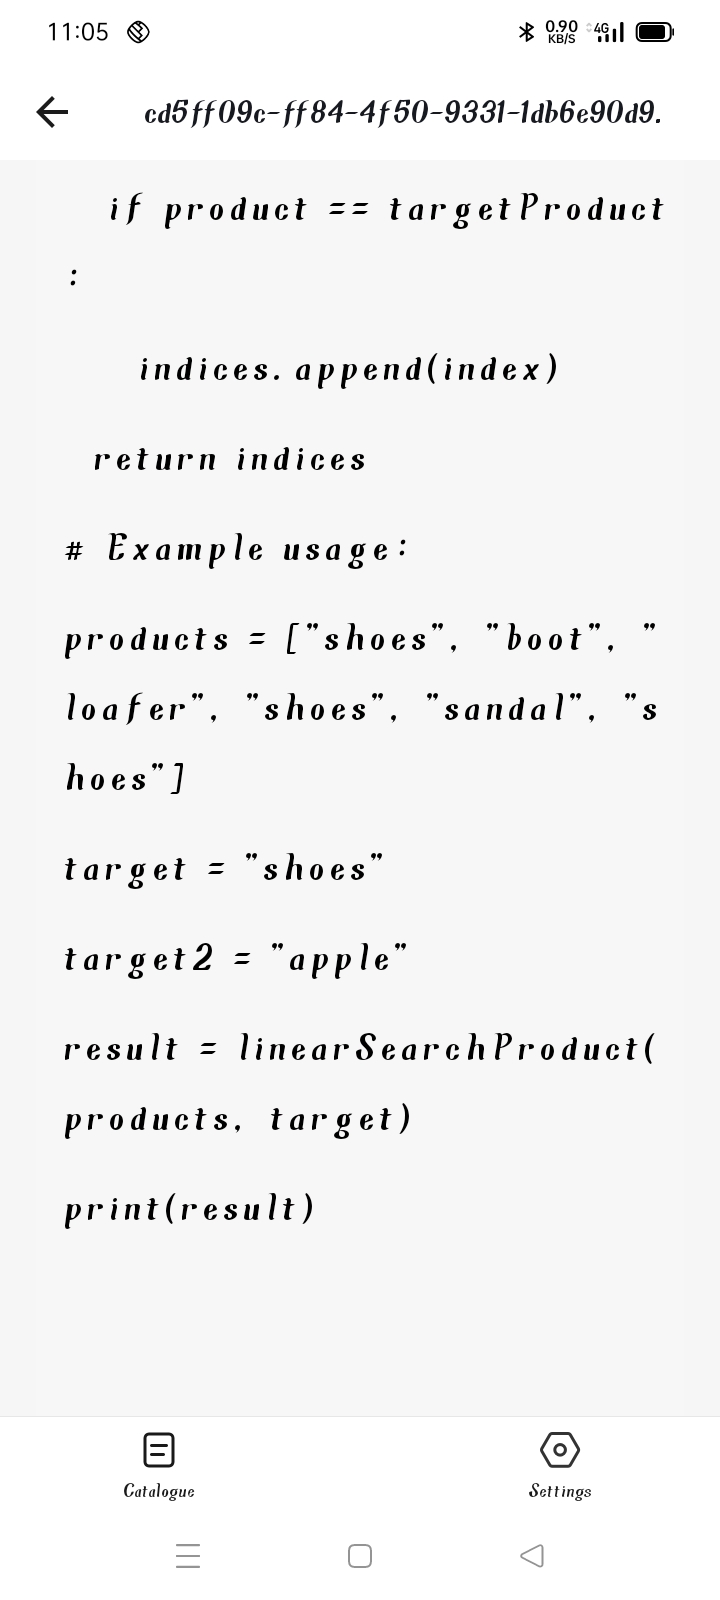 11:05 0.90 KB/S 4G
cd5ff09c-ff84-4f50-9331-1db6e90d9.
if product == targetProduct
:
indices.append(index)
return indices
# Example usage:
products = ["shoes", "boot", "
loafer", "shoes", "sandal", "s
hoes"]
target = "shoes"
target2 = "apple"
result = linearSearchProduct(
products, target)
print(result)
Catalogue Settings